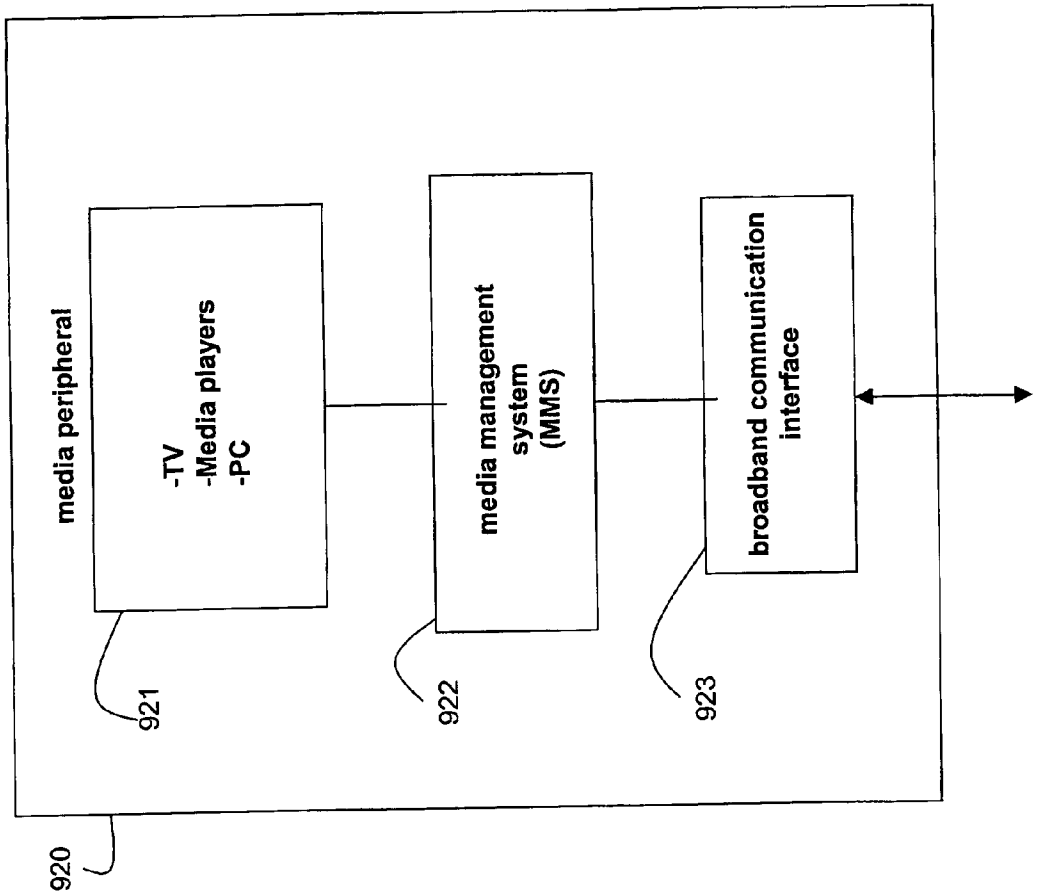 media peripheral
-TV
-Media players
-PC
921
media management
system
(MMS)
922
broadband communication
interface
923
920